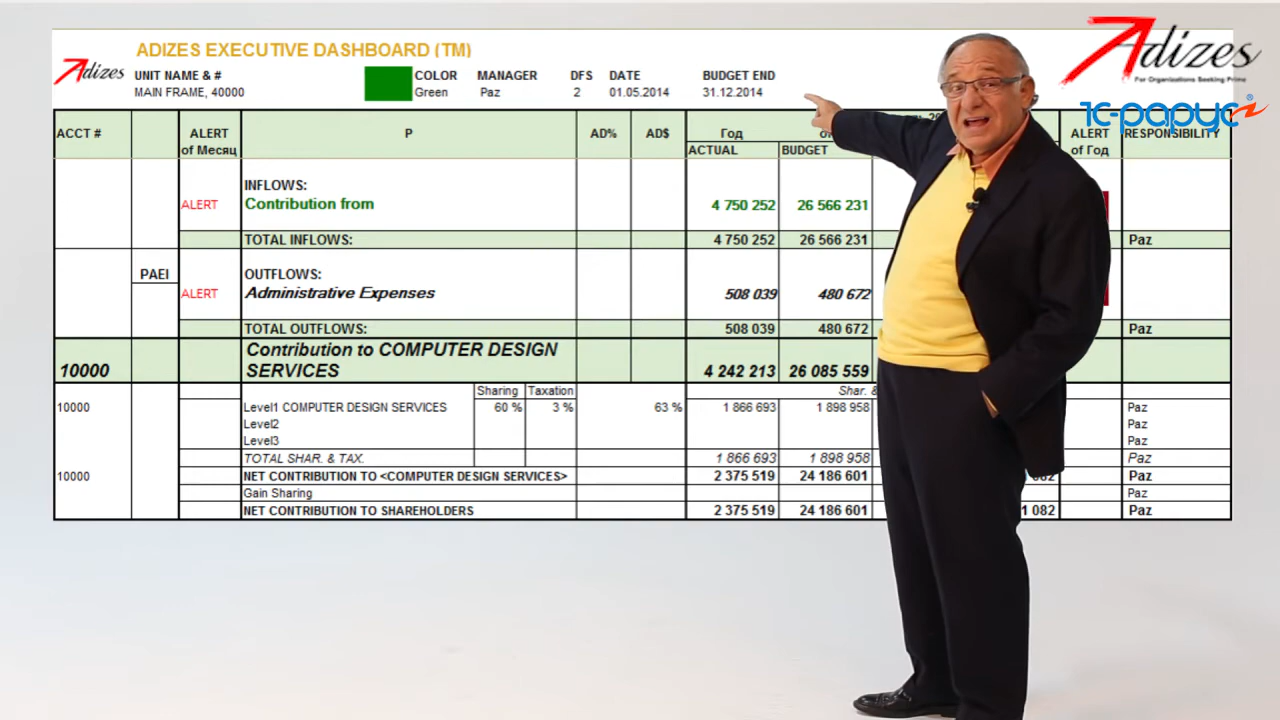 ADIZES EXECUTIVE DASHBOARD (TM)
Adizes
UNIT NAME & # COLOR MANAGER DFS DATE BUDGET END
MAIN FRAME, 40000 Green Paz 2 01.05.2014 31.12.2014
Adizes
For Organizations Seeking Prime
1С-рарус®
ACCT # ALERT P AD% AD$ Год ALERT RESPONSIBILITY
of Месяц ACTUAL BUDGET of Год
INFLOWS:
ALERT Contribution from 4 750 252 26 566 231
TOTAL INFLOWS: 4 750 252 26 566 231 Paz
PAEI OUTFLOWS:
ALERT Administrative Expenses 508 039 480 672
TOTAL OUTFLOWS: 508 039 480 672 Paz
Contribution to COMPUTER DESIGN
10000 SERVICES 4 242 213 26 085 559
Sharing Taxation Shar. &
10000 Level1 COMPUTER DESIGN SERVICES 60 % 3 % 63 % 1 866 693 1 898 958 Paz
Level2 Paz
Level3 Paz
TOTAL SHAR. & TAX. 1 866 693 1 898 958 Paz
10000 NET CONTRIBUTION TO <COMPUTER DESIGN SERVICES> 2 375 519 24 186 601 Paz
Gain Sharing Paz
NET CONTRIBUTION TO SHAREHOLDERS 2 375 519 24 186 601 1 082 Paz